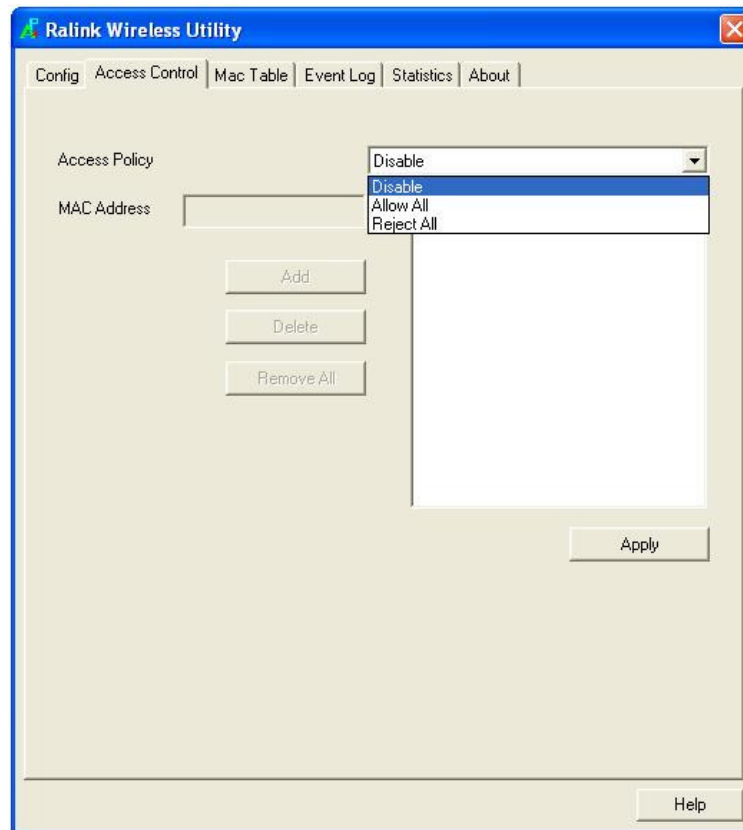 Ralink Wireless Utility
Config Access Control Mac Table Event Log Statistics About
Access Policy Disable
Disable
MAC Address Allow All
Reject All
Add
Delete
Remove All
Apply
Help